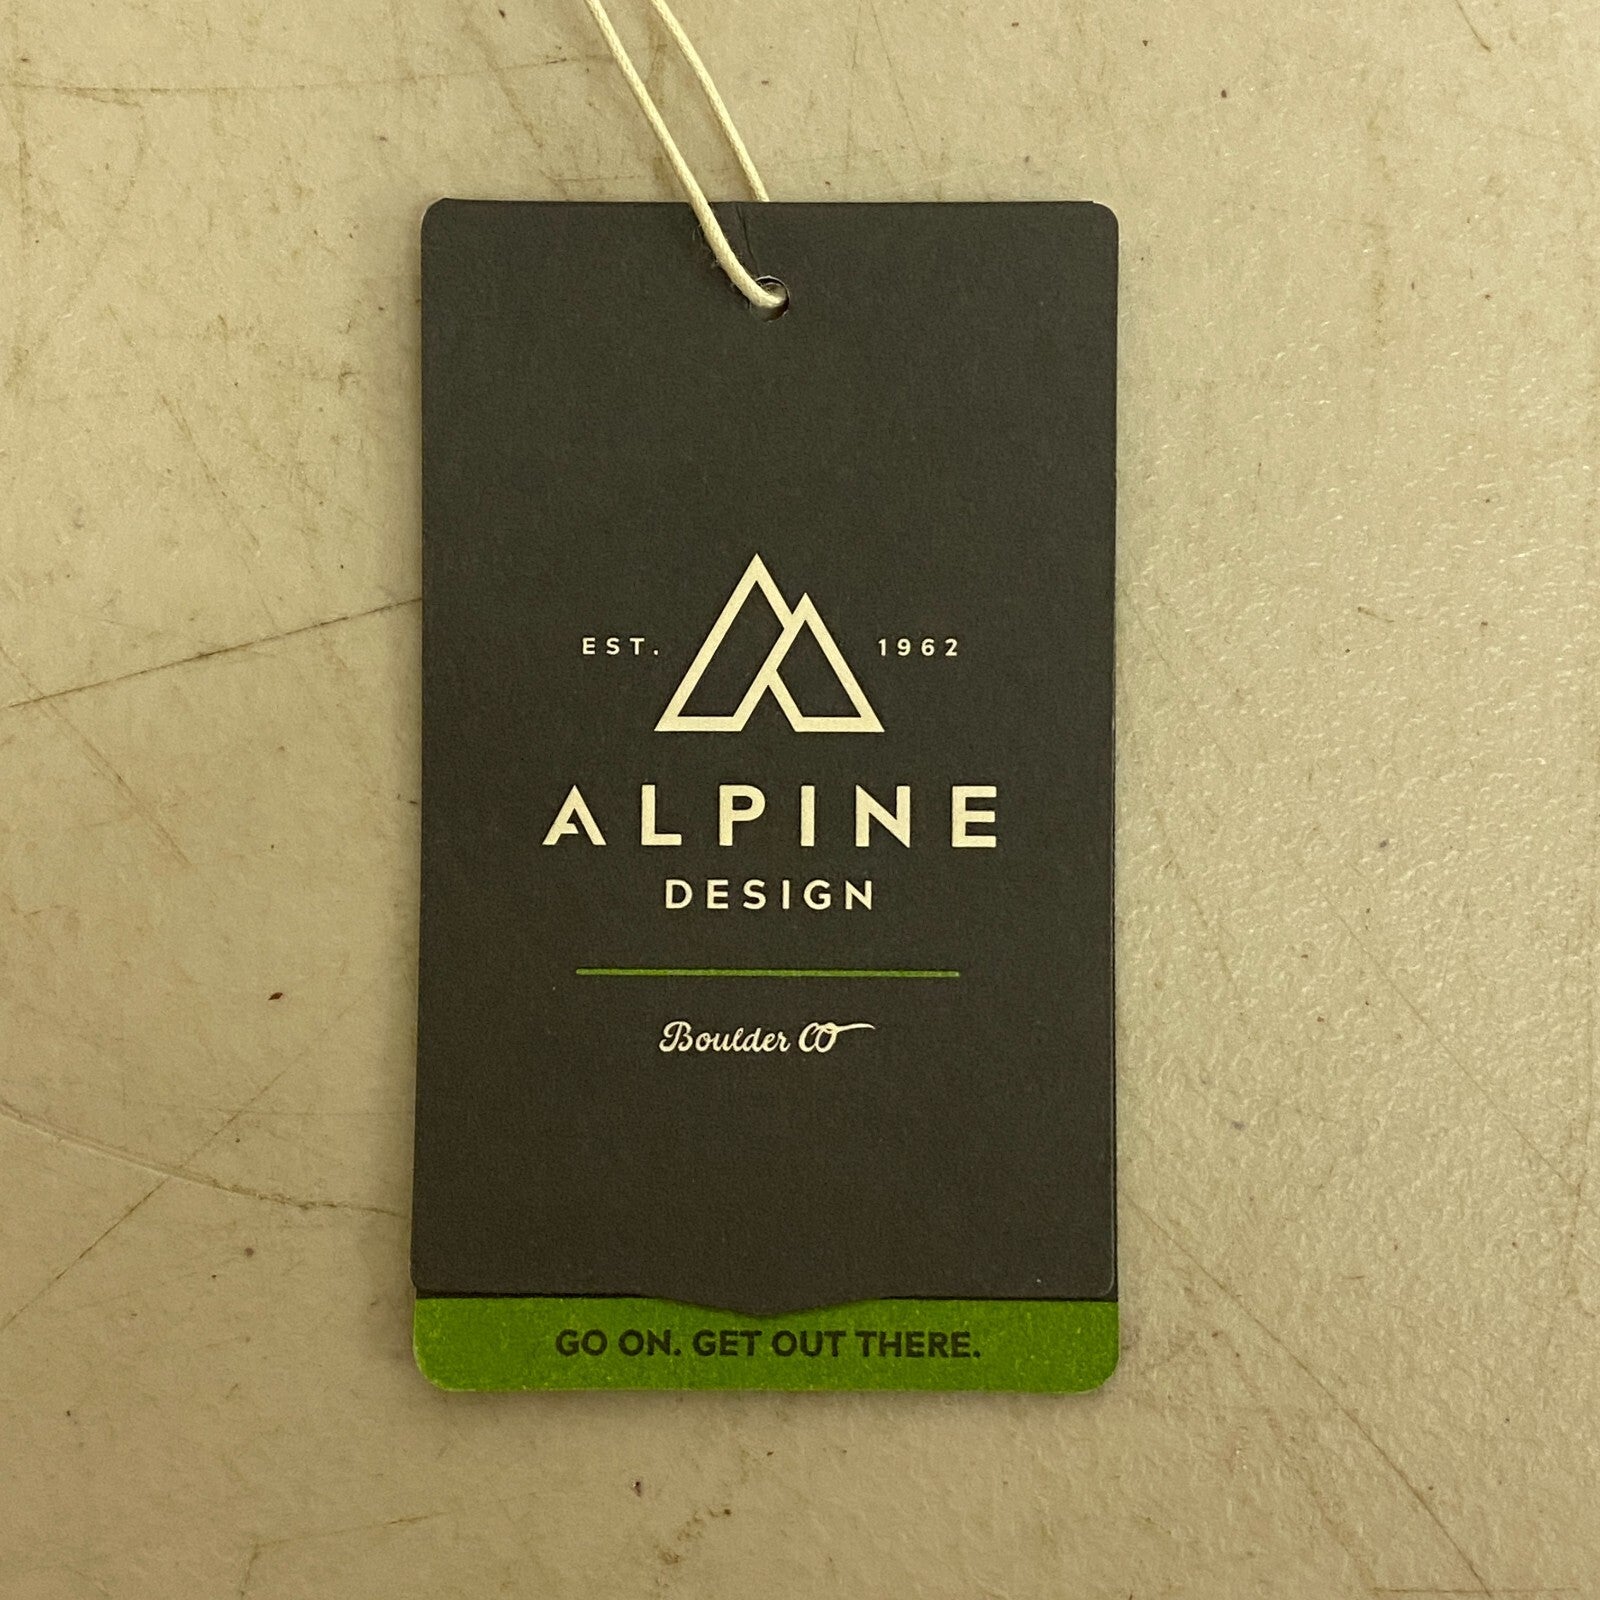 EST. 1962
ALPINE
DESIGN
Boulder CO
GO ON. GET OUT THERE.